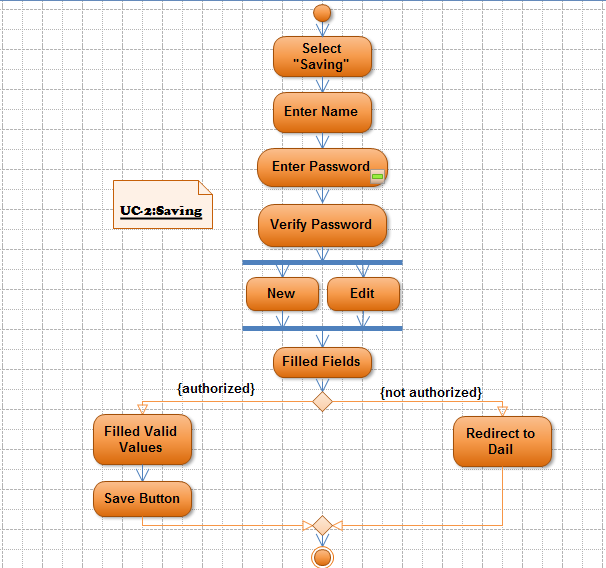 Select
"Saving"
Enter Name
Enter Password
UC-2:Saving
Verify Password
New
Edit
Filled Fields
{authorized}
{not authorized}
Filled Valid
Values
Redirect to
Dail
Save Button